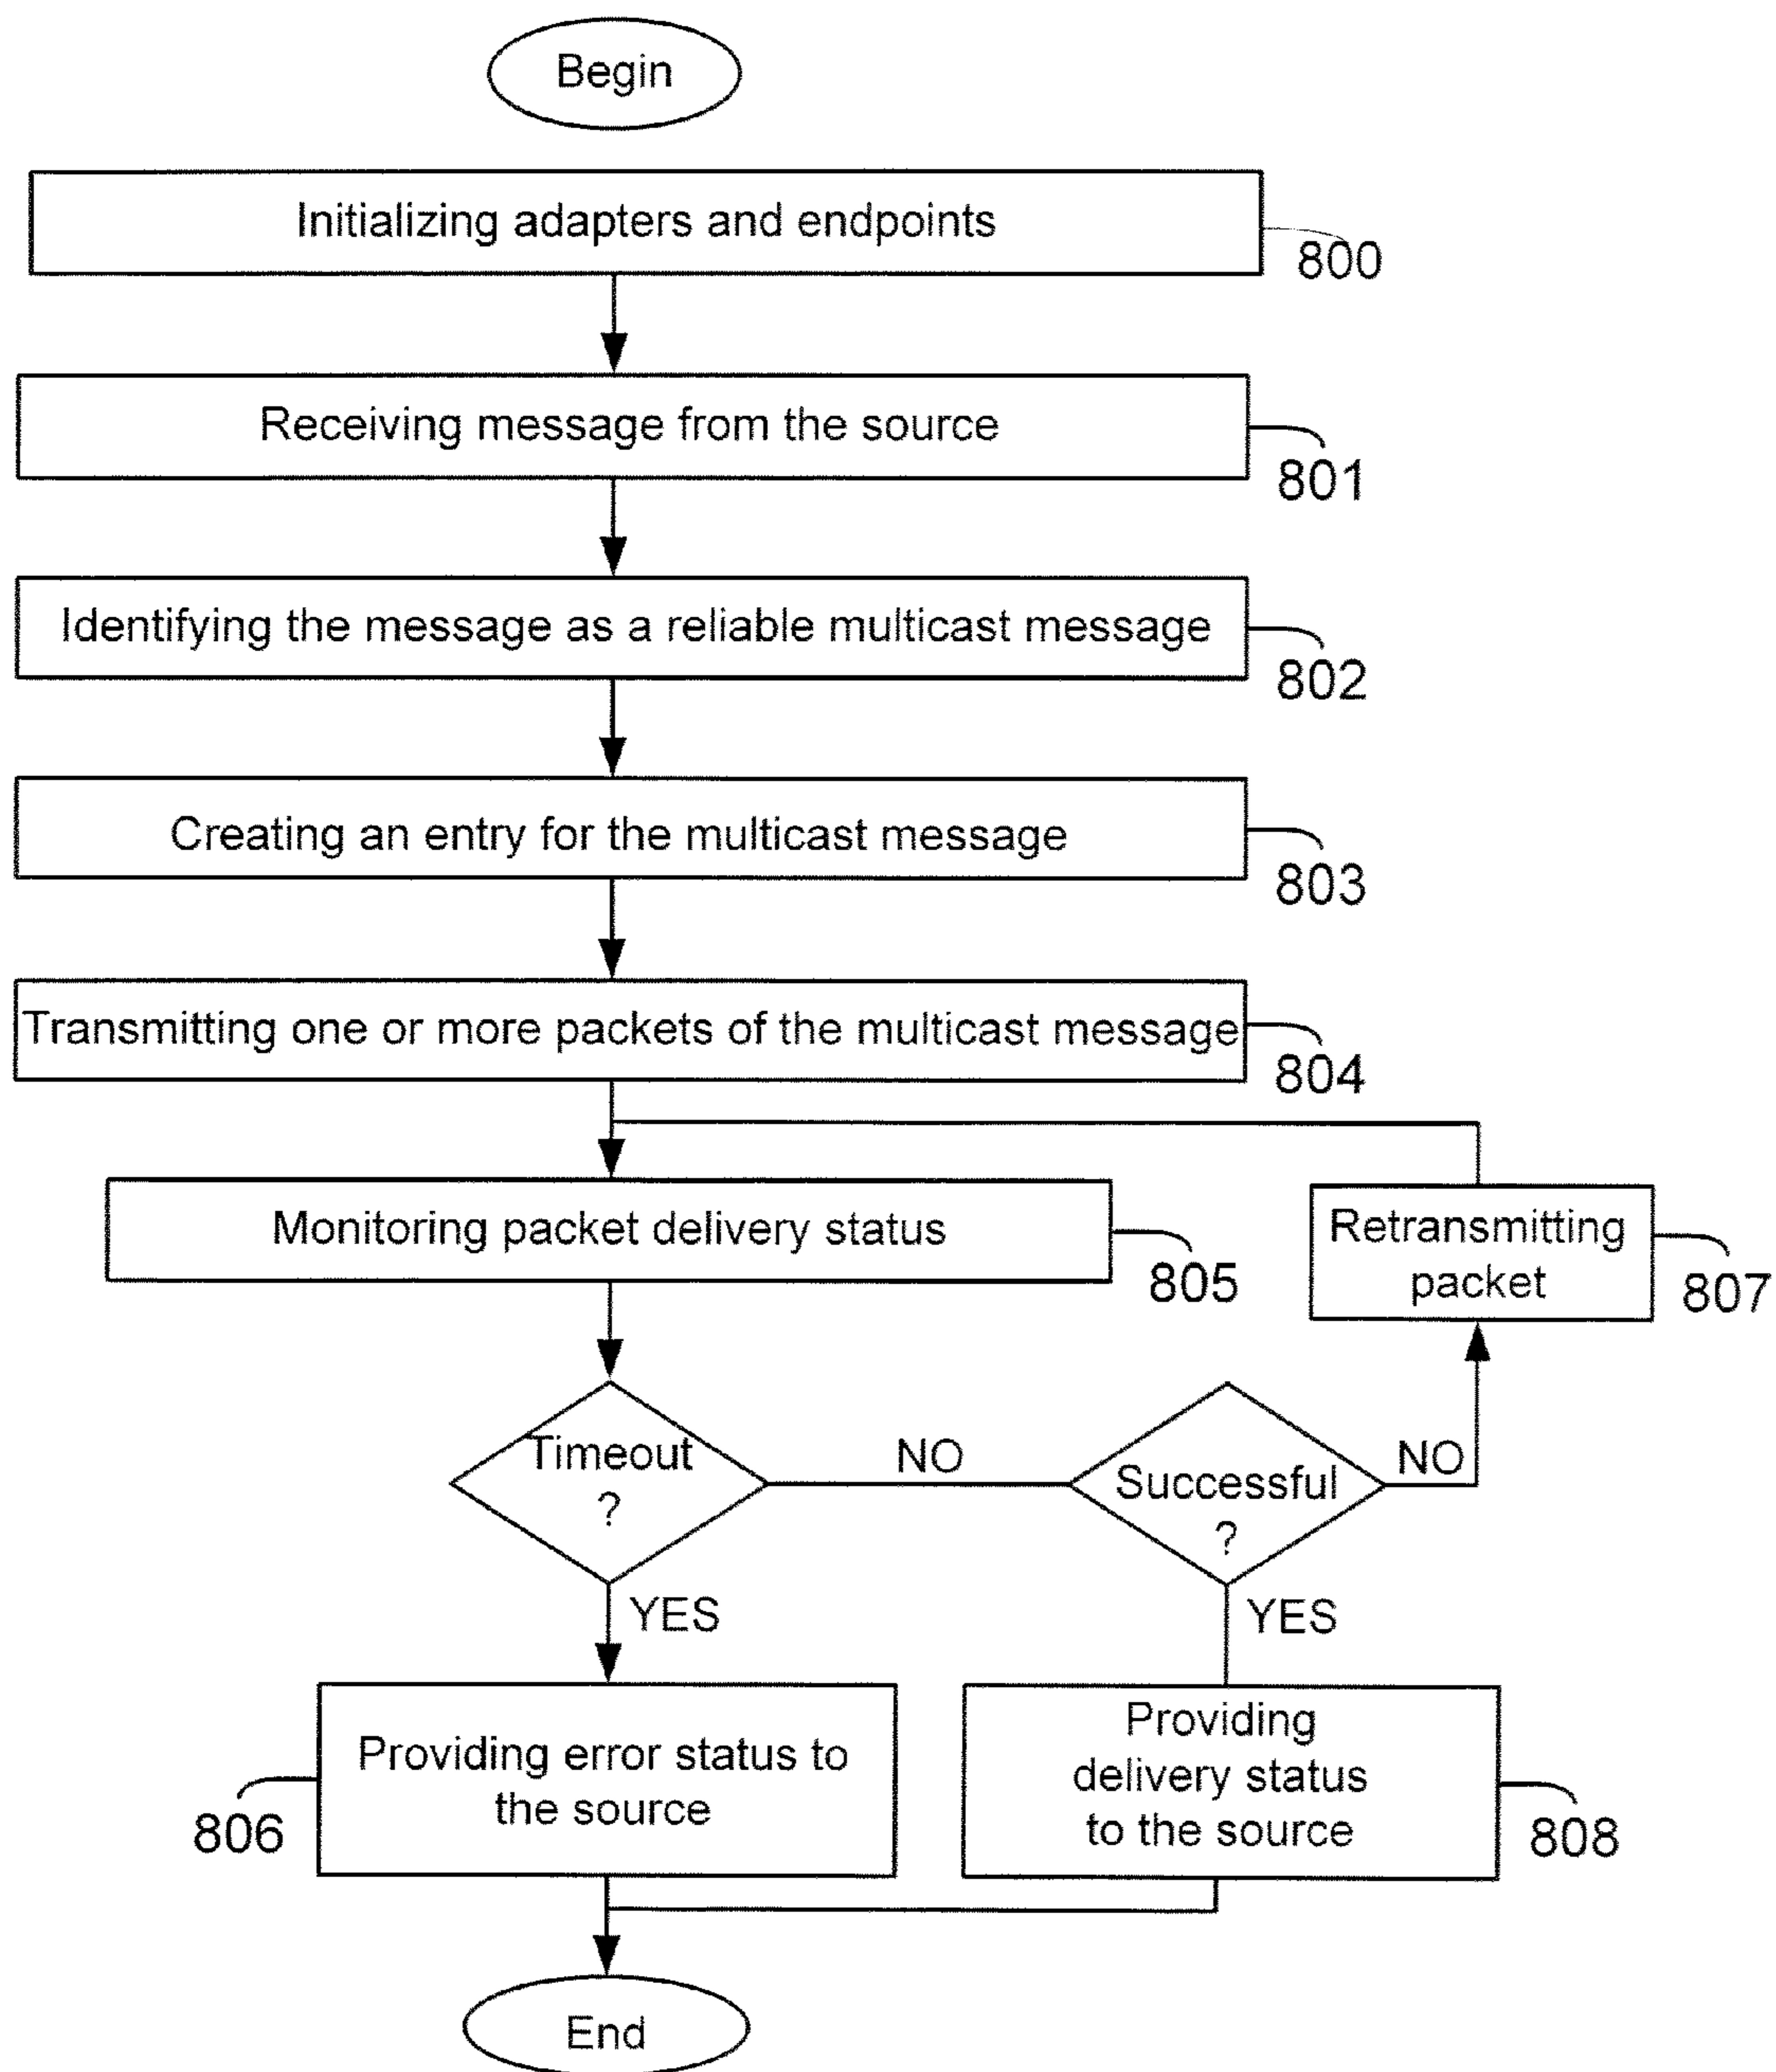 Begin
Initializing adapters and endpoints
800
Receiving message from the source
801
Identifying the message as a reliable multicast message
802
Creating an entry for the multicast message
803
Transmitting one or more packets of the multicast message
804
Monitoring packet delivery status
805
Retransmitting
packet
807
Timeout
?
NO
Successful
?
NO
YES
YES
Providing error status to
the source
806
Providing
delivery status
to the source
808
End